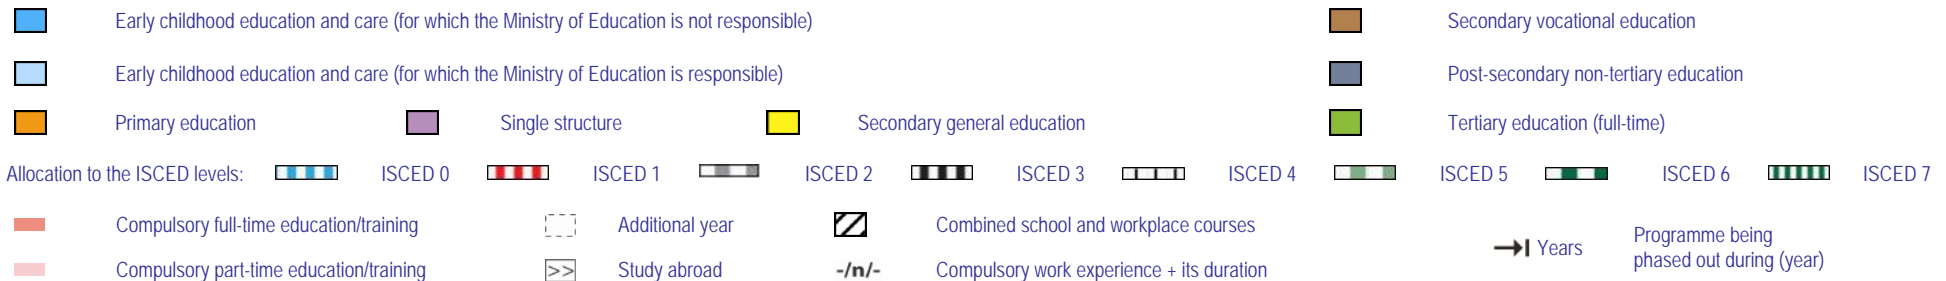 Early childhood education and care (for which the Ministry of Education is not responsible)
Secondary vocational education
Early childhood education and care (for which the Ministry of Education is responsible)
Post-secondary non-tertiary education
Primary education
Single structure
Secondary general education
Tertiary education (full-time)
Allocation to the ISCED levels:
ISCED 0
ISCED 1
ISCED 2
ISCED 3
ISCED 4
ISCED 5
ISCED 6
ISCED 7
Compulsory full-time education/training
Additional year
Combined school and workplace courses
Years
Programme being
phased out during (year)
Compulsory part-time education/training
>>
Study abroad
-/n/-
Compulsory work experience + its duration